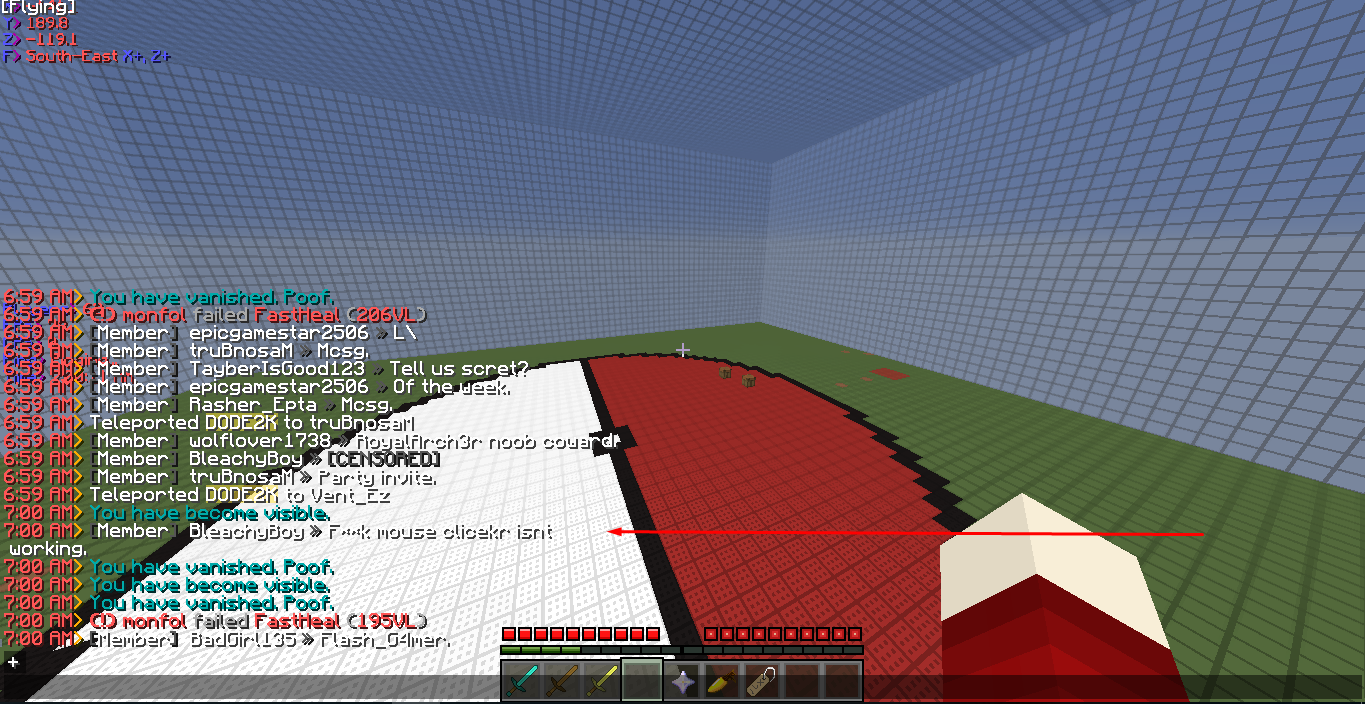 [Flying]
Y> 189.8
Z> -119.1
F> South-East X+, Z+
6:59 AM> You have vanished. Poof.
6:59 AM> (!) monfol failed FastHeal (206VL)
6:59 AM> [Member] epicgamestar2506 » L\
6:59 AM> [Member] truBnosaM » Mcsg.
6:59 AM> [Member] TayberIsGood123 » Tell us scret?
6:59 AM> [Member] epicgamestar2506 » Of the week.
6:59 AM> [Member] Rasher_Epta » Mcsg.
6:59 AM> Teleported DODE2K to truBnosaM
6:59 AM> [Member] wolflover1738 » RoyalArch3r noob coward!
6:59 AM> [Member] BleachyBoy » [CENSORED]
6:59 AM> [Member] truBnosaM » Party invite.
6:59 AM> Teleported DODE2K to Vent_Ez
7:00 AM> You have become visible.
7:00 AM> [Member] BleachyBoy » F**k mouse clicekr isnt
working.
7:00 AM> You have vanished. Poof.
7:00 AM> You have become visible.
7:00 AM> You have vanished. Poof.
7:00 AM> (!) monfol failed FastHeal (195VL)
7:00 AM> [Member] BadGirl135 » Flash_G4mer.